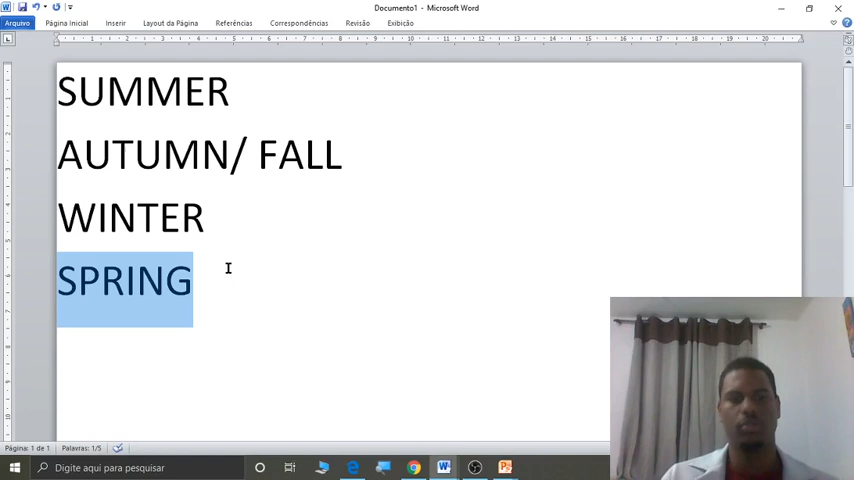 Documento1 - Microsoft Word
Arquivo
Página Inicial
Inserir
Layout da Página
Referências
Correspondências
Revisão
Exibição
SUMMER
AUTUMN/ FALL
WINTER
SPRING
Página: 1 de 1
Palavras: 1/5
Digite aqui para pesquisar